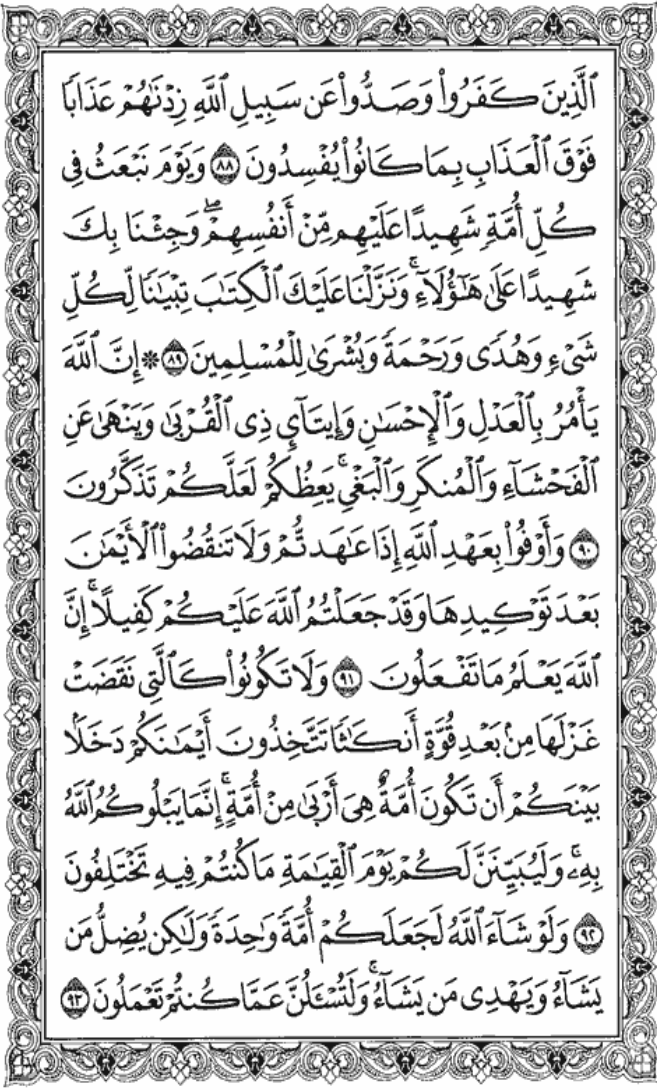 ٱلَّذِينَ كَفَرُواْ وَصَدُّواْ عَن سَبِيلِ ٱللَّهِ زِدْنَٰهُمْ عَذَابٗا
فَوْقَ ٱلْعَذَابِ بِمَا كَانُواْ يُفْسِدُونَ ٨٨ وَيَوْمَ نَبْعَثُ فِي
كُلِّ أُمَّةٖ شَهِيدًا عَلَيْهِم مِّنْ أَنفُسِهِمْۖ وَجِئْنَا بِكَ
شَهِيدًا عَلَىٰ هَٰٓؤُلَآءِۚ وَنَزَّلْنَا عَلَيْكَ ٱلْكِتَٰبَ تِبْيَٰنٗا لِّكُلِّ
شَيْءٖ وَهُدٗى وَرَحْمَةٗ وَبُشْرَىٰ لِلْمُسْلِمِينَ ٨٩ ۞ إِنَّ ٱللَّهَ
يَأْمُرُ بِٱلْعَدْلِ وَٱلْإِحْسَٰنِ وَإِيتَآيِٕ ذِي ٱلْقُرْبَىٰ وَيَنْهَىٰ عَنِ
ٱلْفَحْشَآءِ وَٱلْمُنكَرِ وَٱلْبَغْيِۚ يَعِظُكُمْ لَعَلَّكُمْ تَذَكَّرُونَ
٩٠ وَأَوْفُواْ بِعَهْدِ ٱللَّهِ إِذَا عَٰهَدتُّمْ وَلَا تَنقُضُواْ ٱلْأَيْمَٰنَ
بَعْدَ تَوْكِيدِهَا وَقَدْ جَعَلْتُمُ ٱللَّهَ عَلَيْكُمْ كَفِيلًاۚ إِنَّ
ٱللَّهَ يَعْلَمُ مَا تَفْعَلُونَ ٩١ وَلَا تَكُونُواْ كَٱلَّتِي نَقَضَتْ
غَزْلَهَا مِنۢ بَعْدِ قُوَّةٍ أَنكَٰثٗا تَتَّخِذُونَ أَيْمَٰنَكُمْ دَخَلَۢا
بَيْنَكُمْ أَن تَكُونَ أُمَّةٌ هِيَ أَرْبَىٰ مِنْ أُمَّةٍۚ إِنَّمَا يَبْلُوكُمُ ٱللَّهُ
بِهِۦۚ وَلَيُبَيِّنَنَّ لَكُمْ يَوْمَ ٱلْقِيَٰمَةِ مَا كُنتُمْ فِيهِ تَخْتَلِفُونَ
٩٢ وَلَوْ شَآءَ ٱللَّهُ لَجَعَلَكُمْ أُمَّةٗ وَٰحِدَةٗ وَلَٰكِن يُضِلُّ مَن
يَشَآءُ وَيَهْدِي مَن يَشَآءُۚ وَلَتُسْـَٔلُنَّ عَمَّا كُنتُمْ تَعْمَلُونَ ٩٣